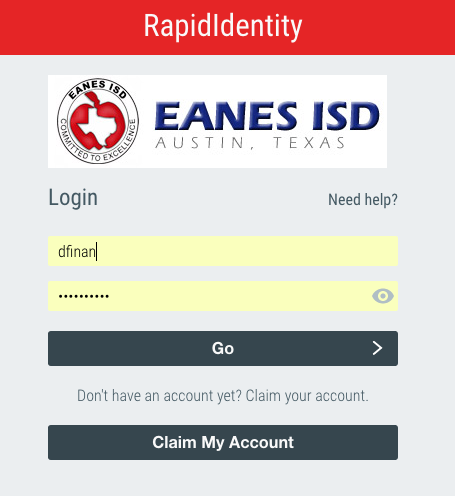 RapidIdentity
EANES ISD
COMMITTED TO EXCELLENCE
EANES ISD
AUSTIN, TEXAS
Login
Need help?
dfinan
••••••••••
Go
Don't have an account yet? Claim your account.
Claim My Account